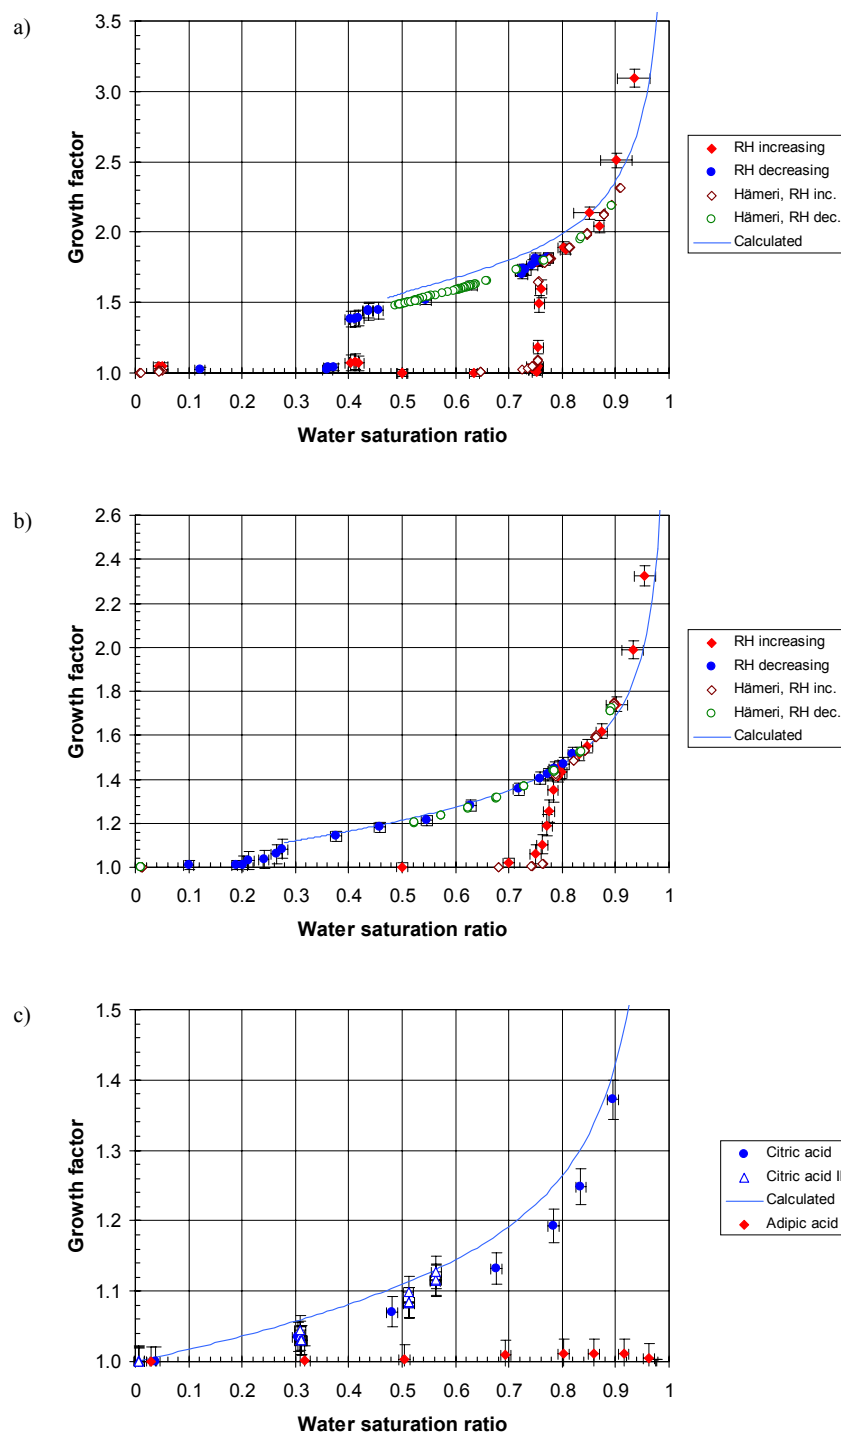 a)
3.5
3.0
2.5
2.0
1.5
1.0
Growth factor
0 0.1 0.2 0.3 0.4 0.5 0.6 0.7 0.8 0.9 1
Water saturation ratio
RH increasing
RH decreasing
Hämeri, RH inc.
Hämeri, RH dec.
Calculated
b)
2.6
2.4
2.2
2.0
1.8
1.6
1.4
1.2
1.0
Growth factor
0 0.1 0.2 0.3 0.4 0.5 0.6 0.7 0.8 0.9 1
Water saturation ratio
RH increasing
RH decreasing
Hämeri, RH inc.
Hämeri, RH dec.
Calculated
c)
1.5
1.4
1.3
1.2
1.1
1.0
Growth factor
0 0.1 0.2 0.3 0.4 0.5 0.6 0.7 0.8 0.9 1
Water saturation ratio
Citric acid
Citric acid II
Calculated
Adipic acid